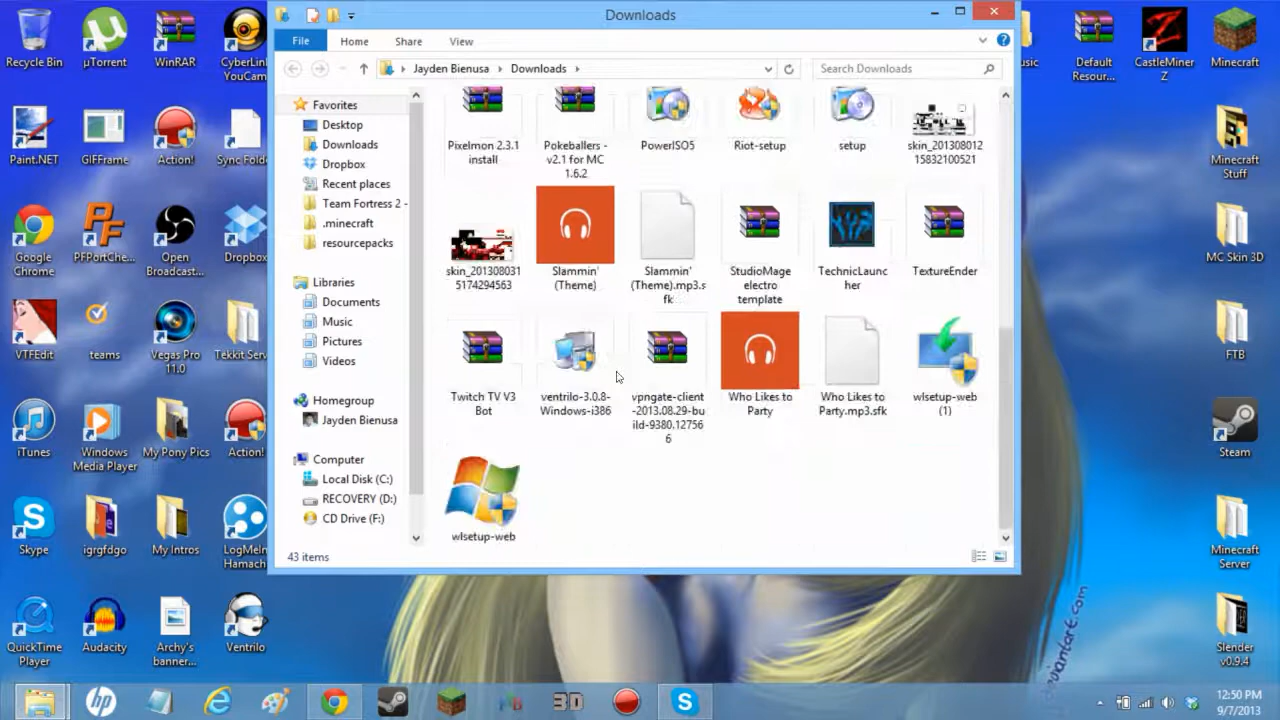 Downloads
File
Home
Share
View
Jayden Bienusa
Downloads
Search Downloads
Favorites
Desktop
Downloads
Dropbox
Recent places
Team Fortress 2 -
.minecraft
resourcepacks
Libraries
Documents
Music
Pictures
Videos
Homegroup
Jayden Bienusa
Computer
Local Disk (C:)
RECOVERY (D:)
CD Drive (F:)
Pixelmon 2.3.1
install
Pokeballers -
v2.1 for MC
1.6.2
PowerISO5
Riot-setup
setup
skin_201308012
15832100521
skin_201308031
5174294563
Slammin'
(Theme)
Slammin'
(Theme).mp3.s
fk
StudioMage
electro
template
TechnicLaunc
her
TextureEnder
Twitch TV V3
Bot
ventrilo-3.0.8-
Windows-i386
vpngate-client
-2013.08.29-bu
ild-9380.12756
6
Who Likes to
Party
Who Likes to
Party.mp3.sfk
wlsetup-web
(1)
wlsetup-web
43 items
Recycle Bin
µTorrent
WinRAR
CyberLink
YouCam
Paint.NET
GIFFrame
Action!
Sync Folde
Google
Chrome
PFPortChe...
Open
Broadcast...
Dropbox
VTFEdit
teams
Vegas Pro
11.0
Tekkit Serv
iTunes
Windows
Media Player
My Pony Pics
Action!
Skype
igrgfdgo
My Intros
LogMeIn
Hamach
QuickTime
Player
Audacity
Archy's
banner...
Ventrilo
usic
Default
Resour...
CastleMiner
Z
Minecraft
Minecraft
Stuff
MC Skin 3D
FTB
Steam
Minecraft
Server
Slender
v0.9.4
12:50 PM
9/7/2013